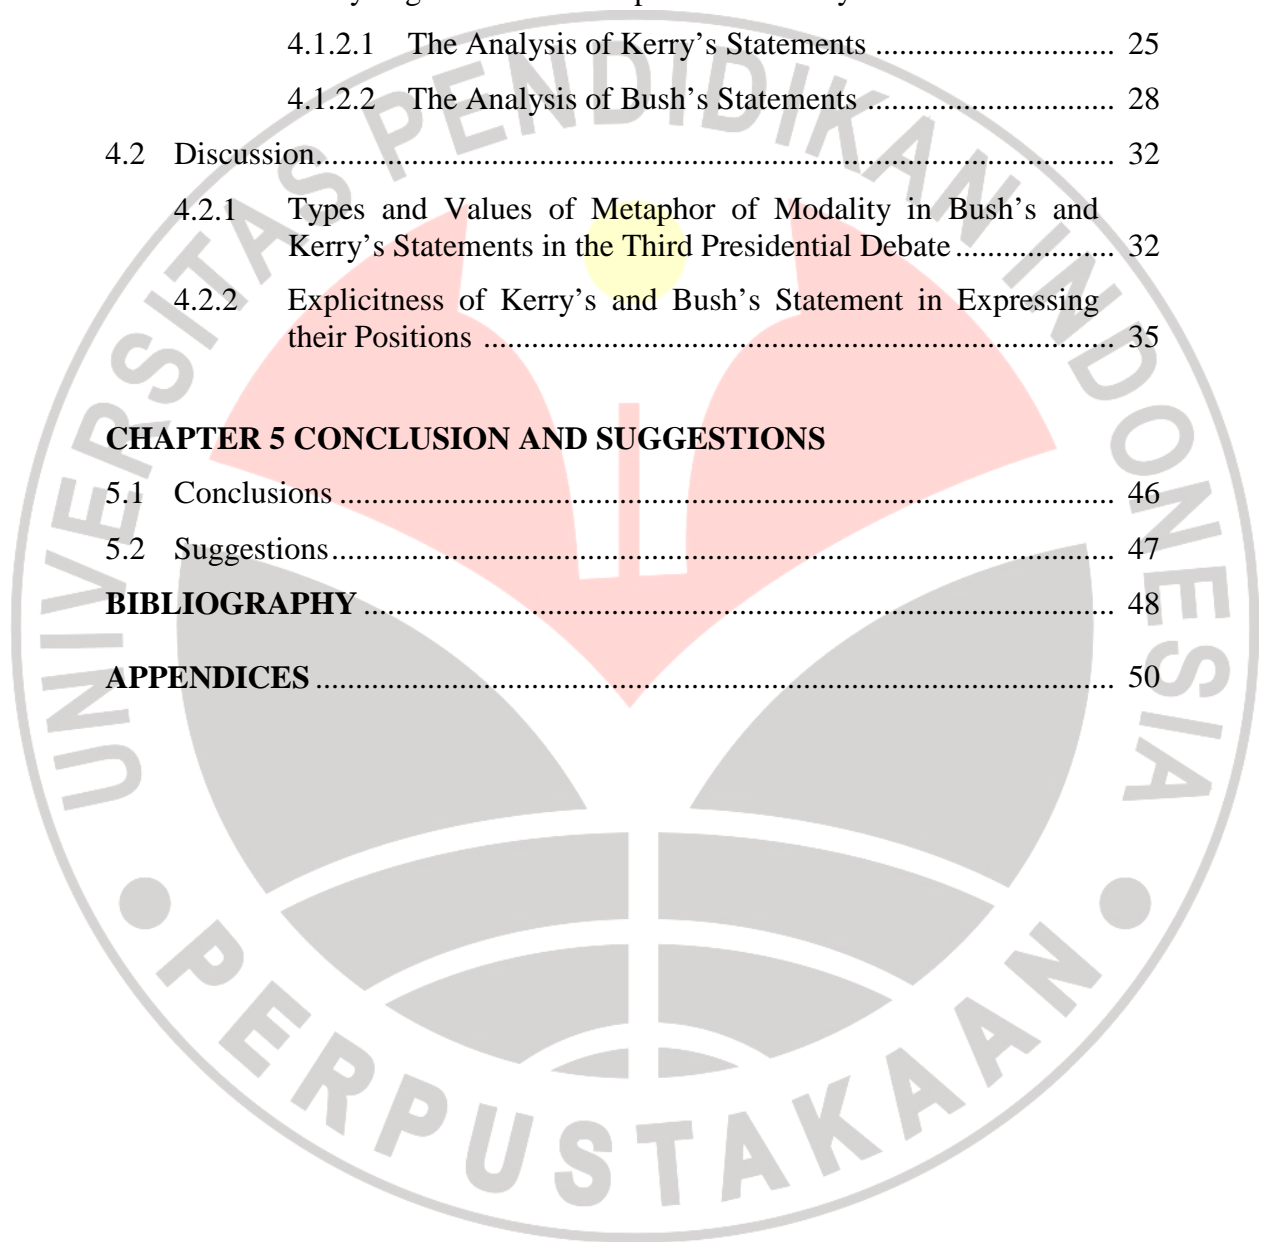 4.1.2.1 The Analysis of Kerry’s Statements ............................. 25
4.1.2.2 The Analysis of Bush’s Statements .............................. 28
4.2 Discussion.................................................................................................. 32
4.2.1 Types and Values of Metaphor of Modality in Bush’s and
Kerry’s Statements in the Third Presidential Debate.................... 32
4.2.2 Explicitness of Kerry’s and Bush’s Statement in Expressing
their Positions .............................................................................. 35
CHAPTER 5 CONCLUSION AND SUGGESTIONS
5.1 Conclusions ................................................................................................ 46
5.2 Suggestions................................................................................................. 47
BIBLIOGRAPHY ............................................................................................. 48
APPENDICES ................................................................................................... 50
UNIVERSITAS PENDIDIKAN INDONESIA
PERPUSTAKAAN